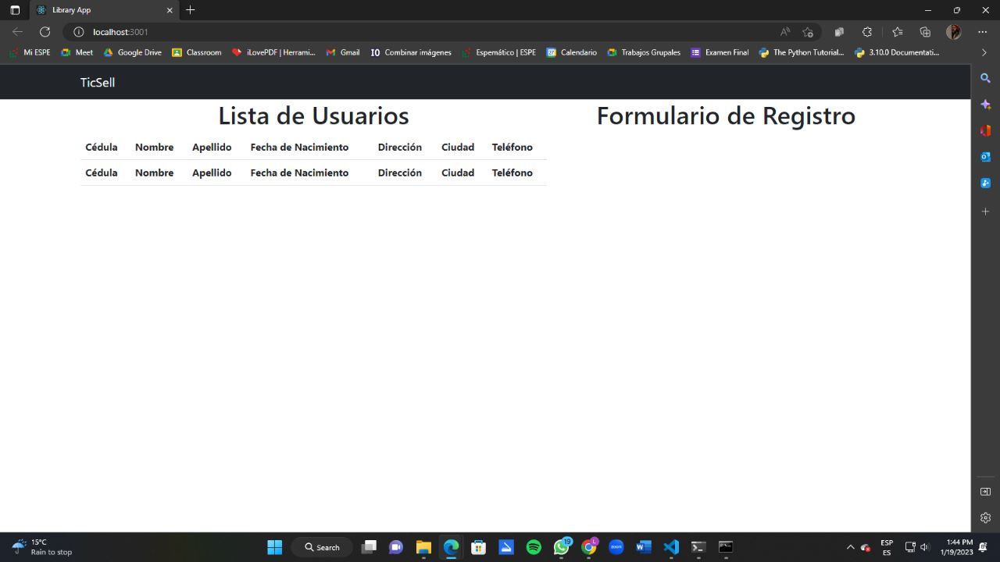 Library App
localhost:3001
Mi ESPE Meet Google Drive Classroom iLovePDF | Herrami... Gmail IO Combinar imágenes Espemático | ESPE Calendario Trabajos Grupales Examen Final The Python Tutorial... 3.10.0 Documentati...
TicSell
Lista de Usuarios
Formulario de Registro
Cédula Nombre Apellido Fecha de Nacimiento Dirección Ciudad Teléfono
Cédula Nombre Apellido Fecha de Nacimiento Dirección Ciudad Teléfono
15°C
Rain to stop
Search
19
L
zoom
ESP
ES
1:44 PM
1/19/2023